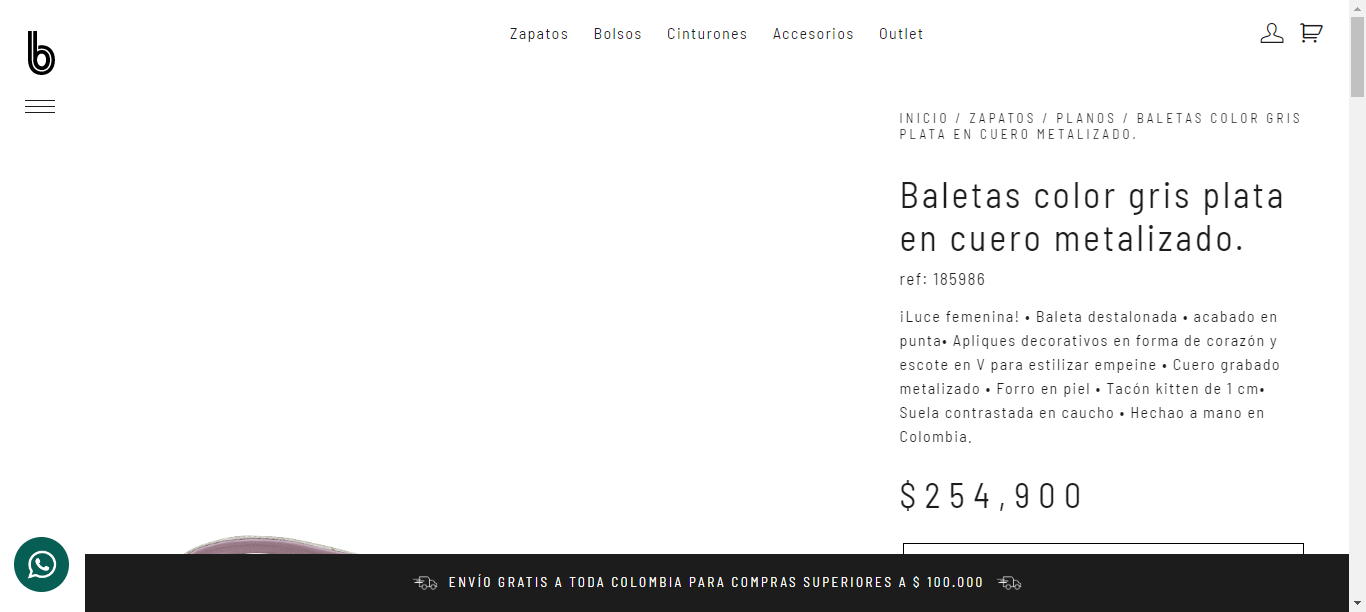 b
Zapatos Bolsos Cinturones Accesorios Outlet
INICIO / ZAPATOS / PLANOS / BALETAS COLOR GRIS
PLATA EN CUERO METALIZADO.
Baletas color gris plata
en cuero metalizado.
ref: 185986
¡Luce femenina! • Baleta destalonada • acabado en
punta• Apliques decorativos en forma de corazón y
escote en V para estilizar empeine • Cuero grabado
metalizado • Forro en piel • Tacón kitten de 1 cm•
Suela contrastada en caucho • Hechao a mano en
Colombia.
$254,900
ENVÍO GRATIS A TODA COLOMBIA PARA COMPRAS SUPERIORES A $ 100.000